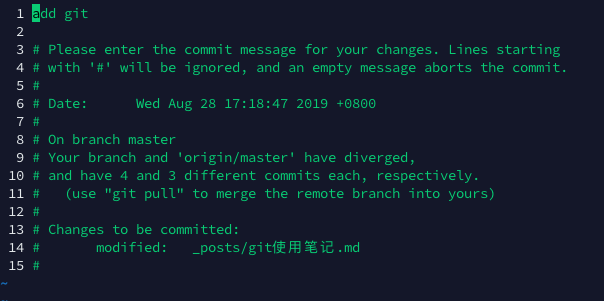 1 add git
2
3 # Please enter the commit message for your changes. Lines starting
4 # with '#' will be ignored, and an empty message aborts the commit.
5 #
6 # Date:      Wed Aug 28 17:18:47 2019 +0800
7 #
8 # On branch master
9 # Your branch and 'origin/master' have diverged,
10 # and have 4 and 3 different commits each, respectively.
11 #   (use "git pull" to merge the remote branch into yours)
12 #
13 # Changes to be committed:
14 #       modified:   _posts/git使用笔记.md
15 #
~